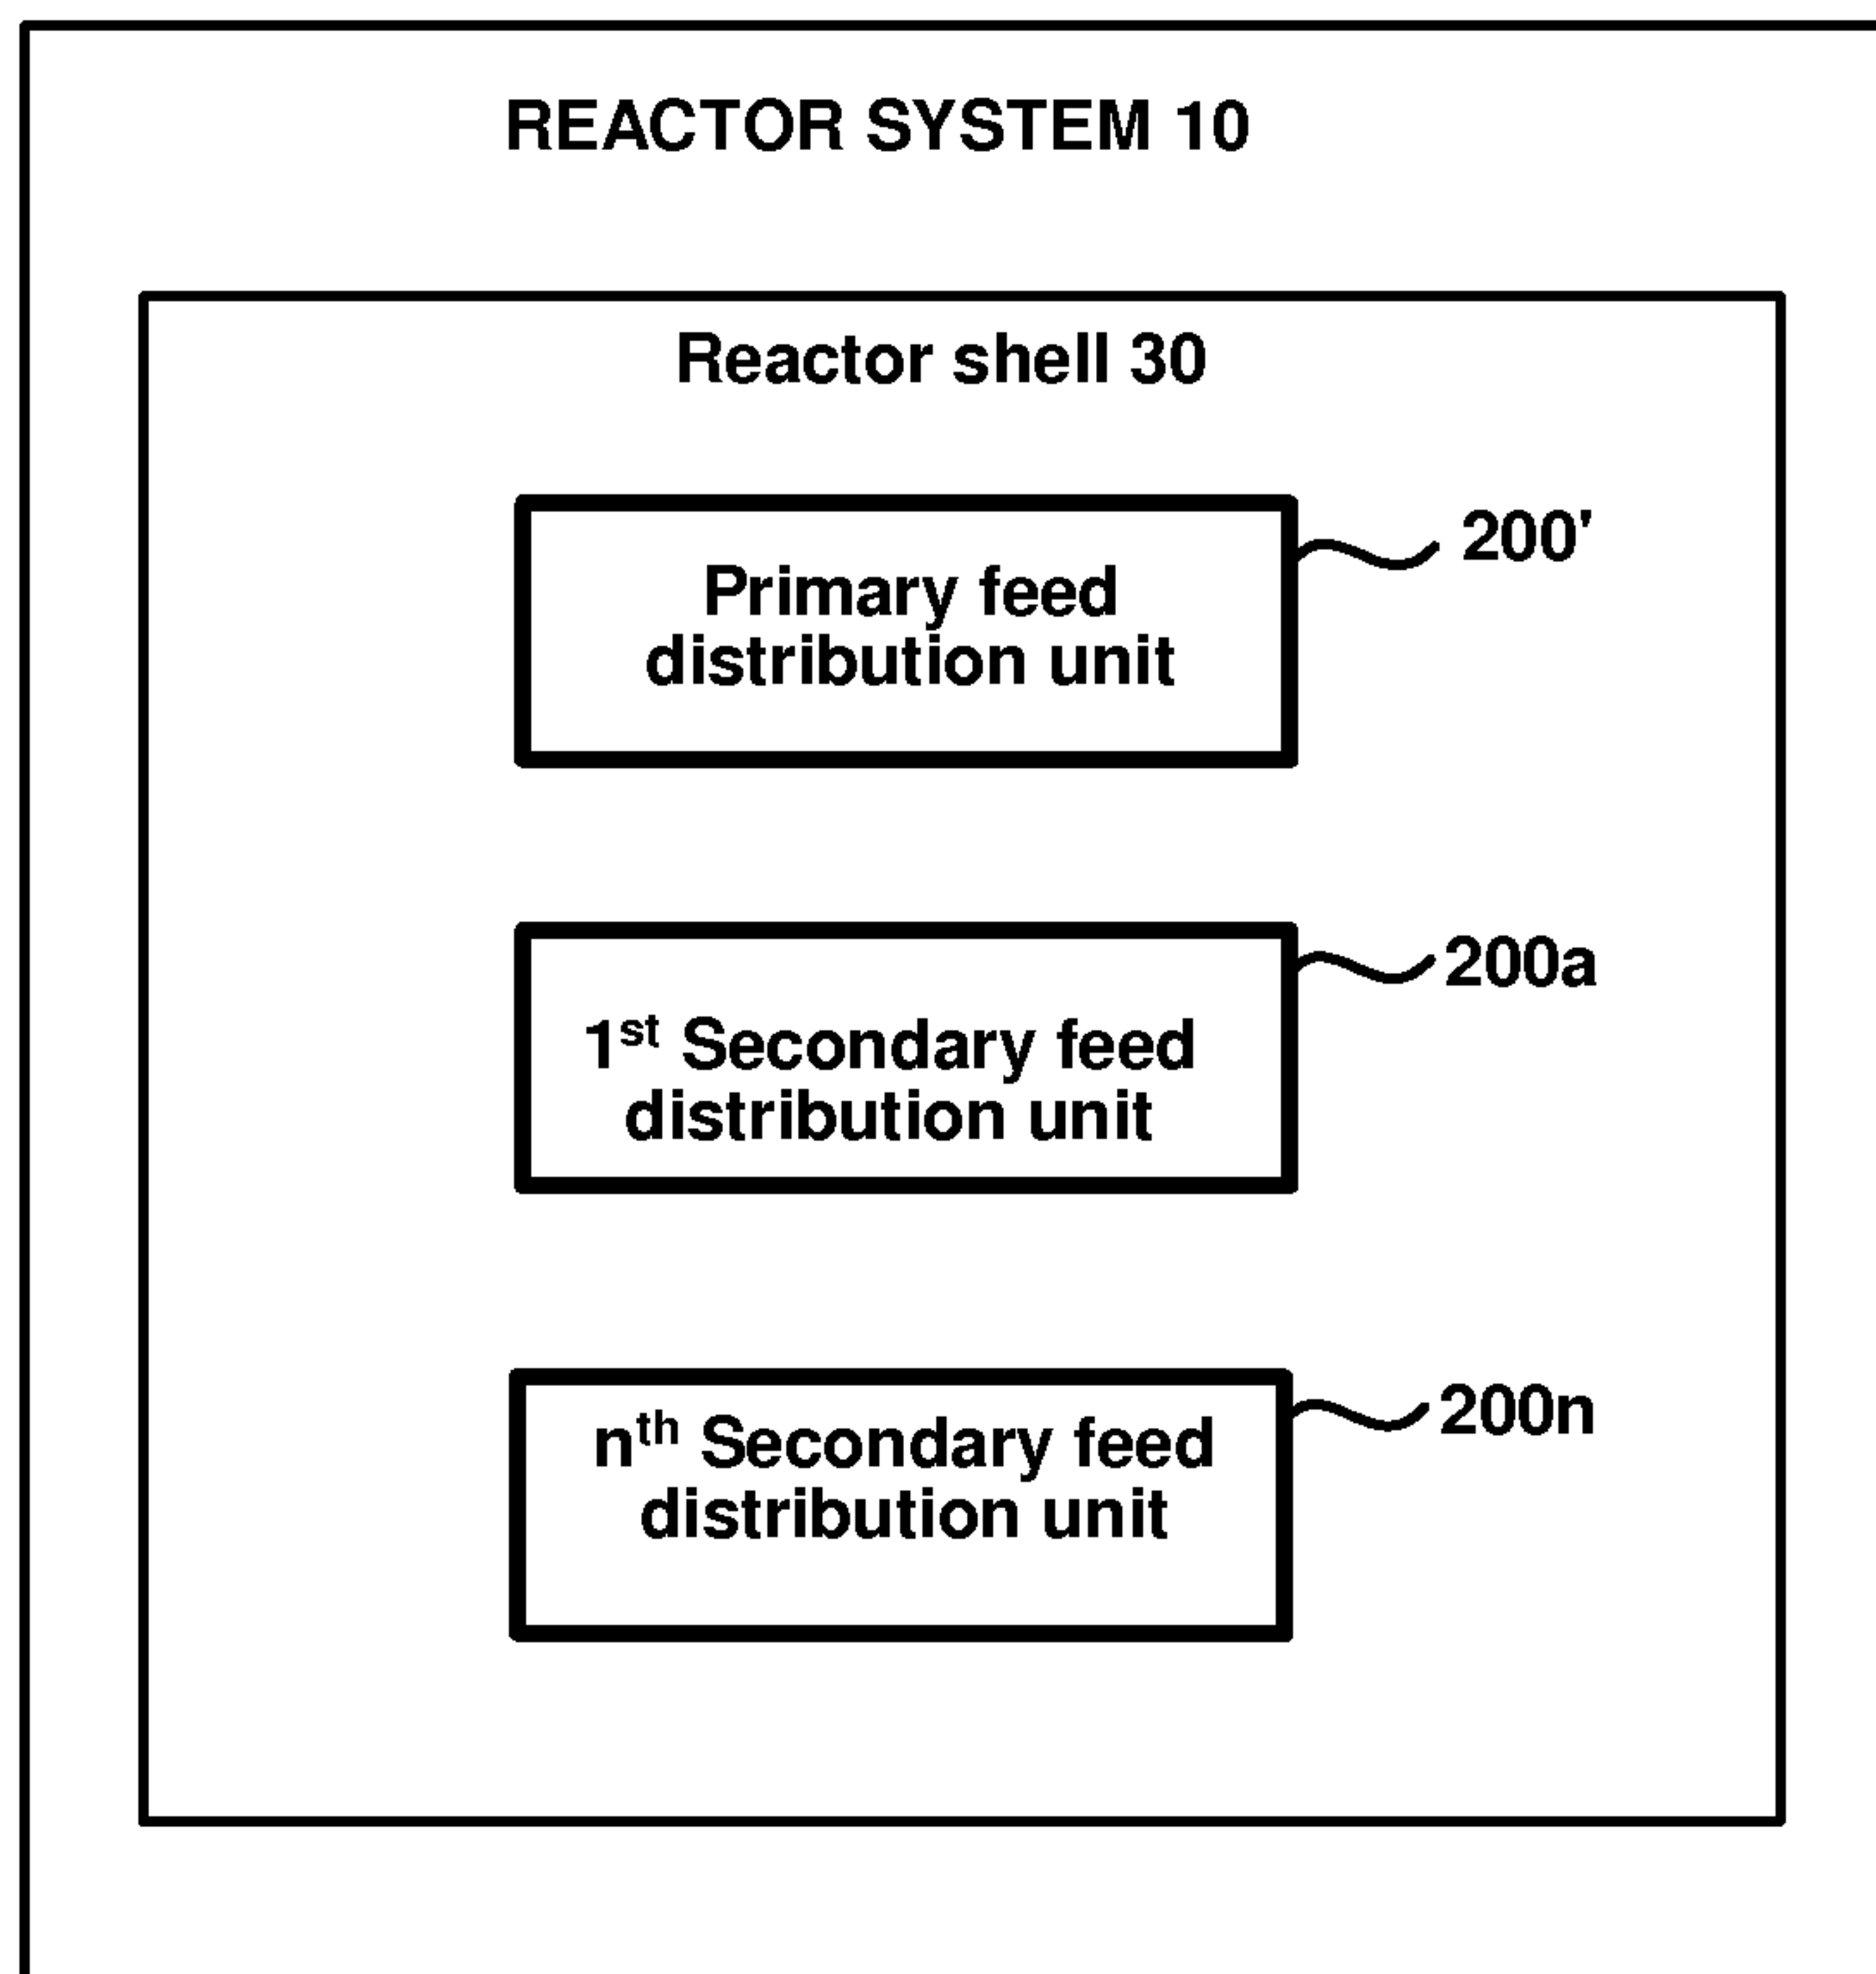 REACTOR SYSTEM 10
Reactor shell 30
200'
Primary feed
distribution unit
200a
1st Secondary feed
distribution unit
200n
nth Secondary feed
distribution unit